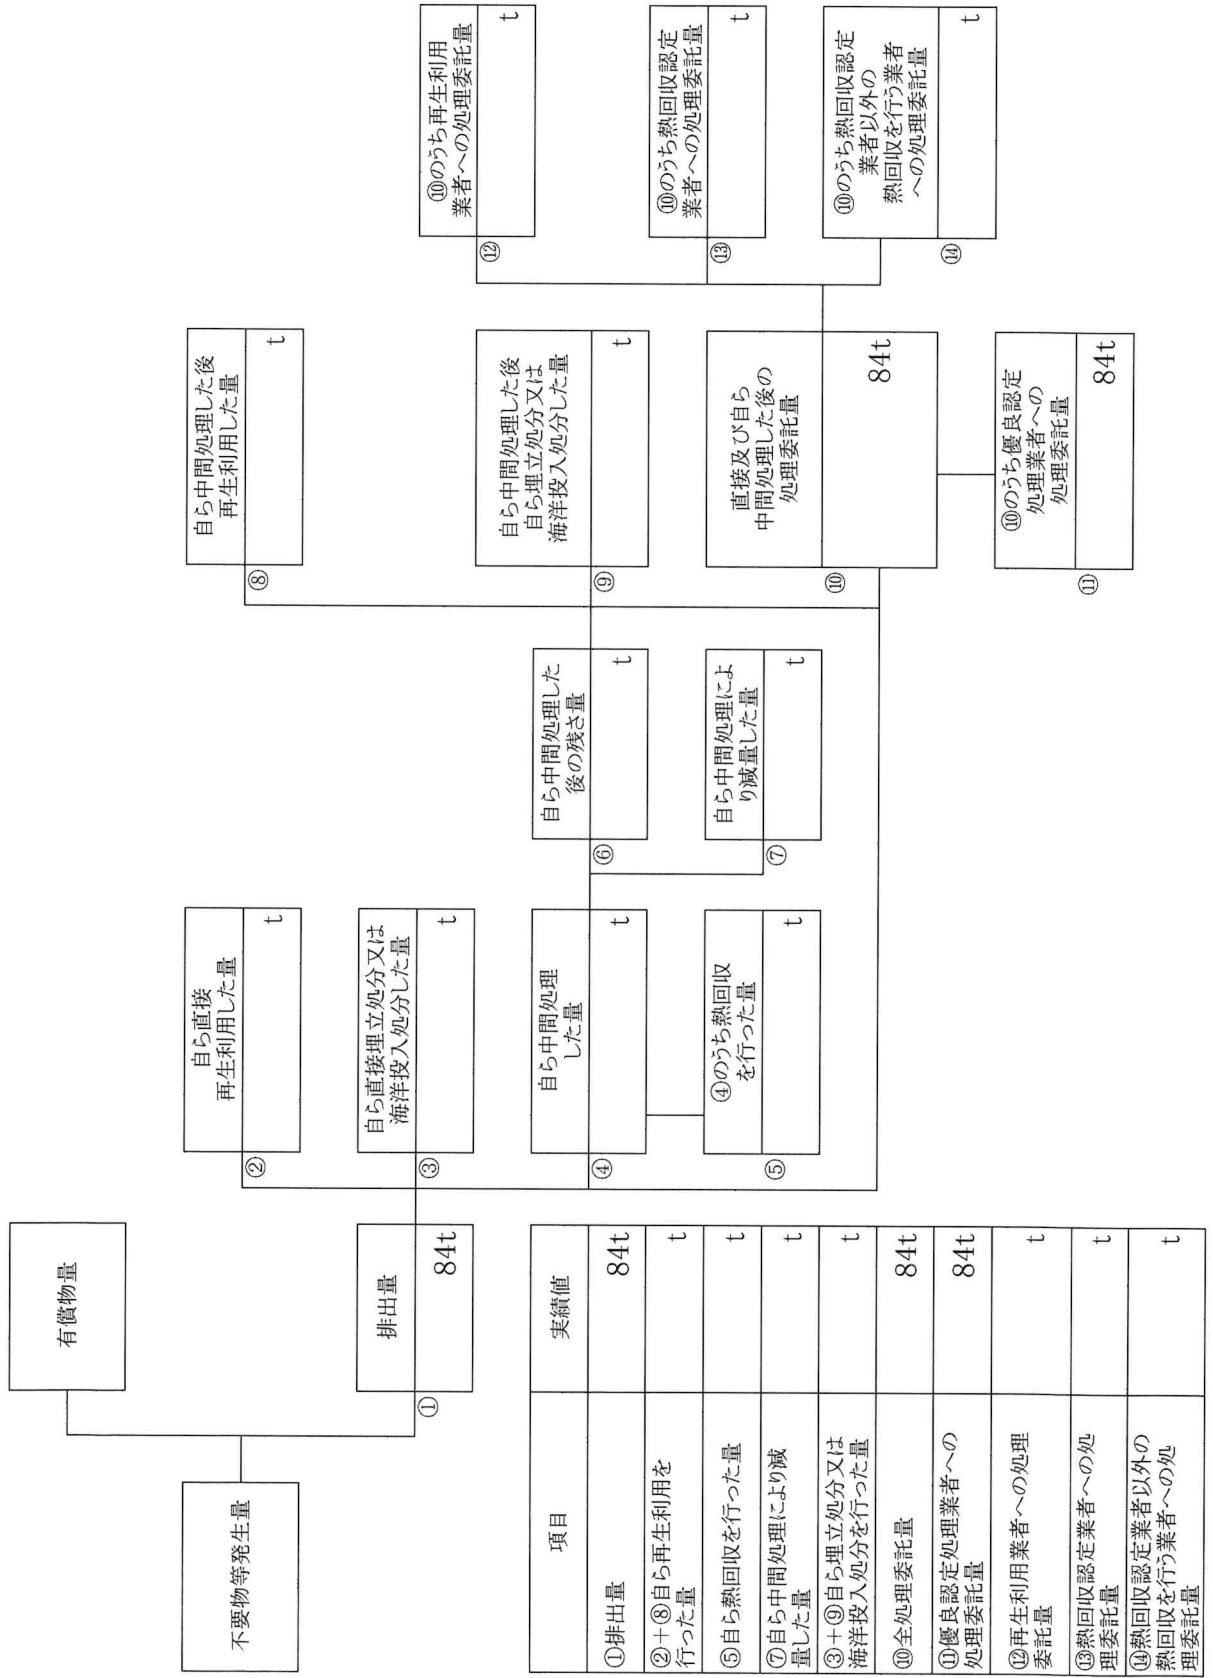 不要物等発生量
有償物量
①
排出量
84t
②
自ら直接
再生利用した量
t
③
自ら直接埋立処分又は
海洋投入処分した量
t
④
自ら中間処理
した量
t
⑤
④のうち熱回収
を行った量
t
⑥
自ら中間処理した
後の残さ量
t
⑦
自ら中間処理によ
り減量した量
t
⑧
自ら中間処理した後
再生利用した量
t
⑨
自ら中間処理した後
自ら埋立処分又は
海洋投入処分した量
t
⑩
直接及び自ら
中間処理した後の
処理委託量
84t
⑪
⑩のうち優良認定
処理業者への
処理委託量
84t
⑫
⑩のうち再生利用
業者への処理委託量
t
⑬
⑩のうち熱回収認定
業者への処理委託量
t
⑭
⑩のうち熱回収認定
業者以外の
熱回収を行う業者
への処理委託量
t
項目
実績値
①排出量
84t
②+⑧自ら再生利用を
行った量
t
⑤自ら熱回収を行った量
t
⑦自ら中間処理により減
量した量
t
③+⑨自ら埋立処分又は
海洋投入処分を行った量
t
⑩全処理委託量
84t
⑪優良認定処理業者への
処理委託量
84t
⑫再生利用業者への処理
委託量
t
⑬熱回収認定業者への処
理委託量
t
⑭熱回収認定業者以外の
熱回収を行う業者への処
理委託量
t